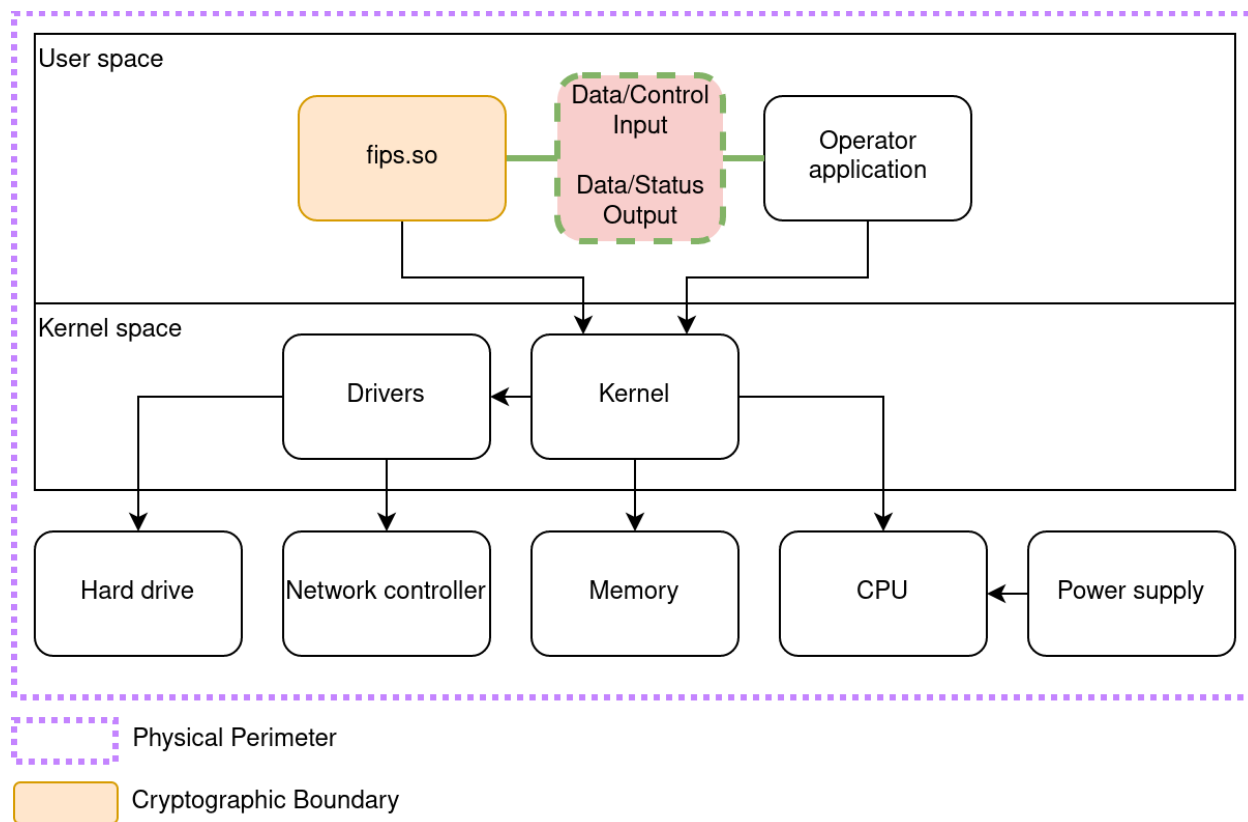 User space
fips.so
Data/Control
Input
Data/Status
Output
Operator
application
Kernel space
Drivers
Kernel
Hard drive
Network controller
Memory
CPU
Power supply
Physical Perimeter
Cryptographic Boundary